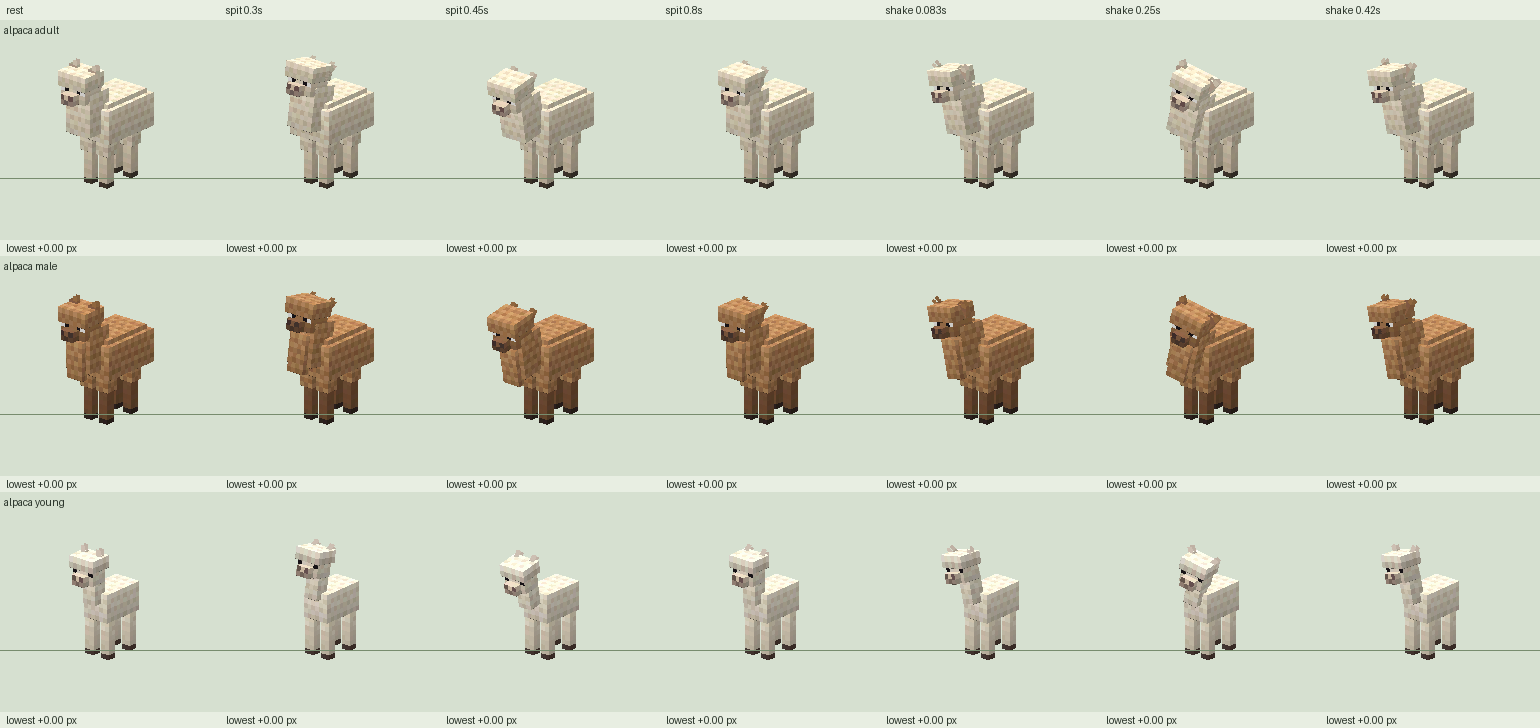 rest spit 0.3s spit 0.45s spit 0.8s shake 0.083s shake 0.25s shake 0.42s
alpaca adult
lowest +0.00 px lowest +0.00 px lowest +0.00 px lowest +0.00 px lowest +0.00 px lowest +0.00 px lowest +0.00 px
alpaca male
lowest +0.00 px lowest +0.00 px lowest +0.00 px lowest +0.00 px lowest +0.00 px lowest +0.00 px lowest +0.00 px
alpaca young
lowest +0.00 px lowest +0.00 px lowest +0.00 px lowest +0.00 px lowest +0.00 px lowest +0.00 px lowest +0.00 px